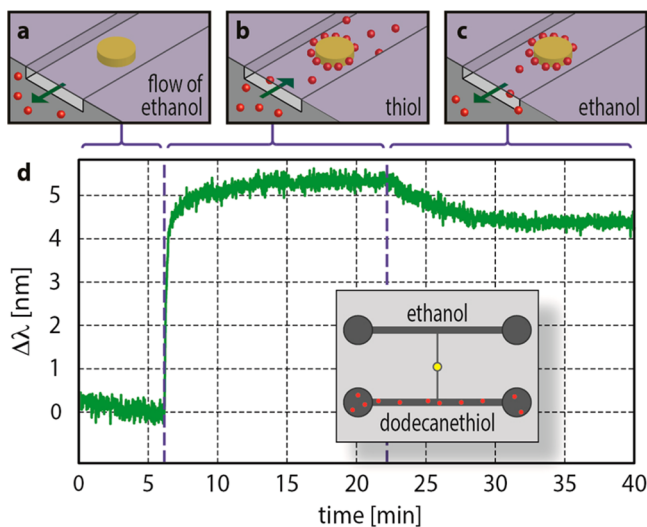 a
flow of
ethanol
b
thiol
c
ethanol
d
Δλ [nm]
5
4
3
2
1
0
ethanol
dodecanethiol
0 5 10 15 20 25 30 35 40
time [min]